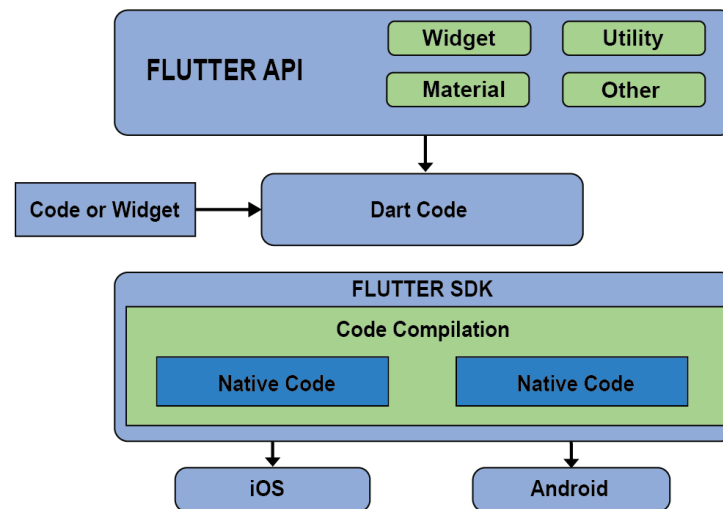 Widget
Utility
FLUTTER API
Material
Other
Code or Widget
Dart Code
FLUTTER SDK
Code Compilation
Native Code
Native Code
iOS
Android